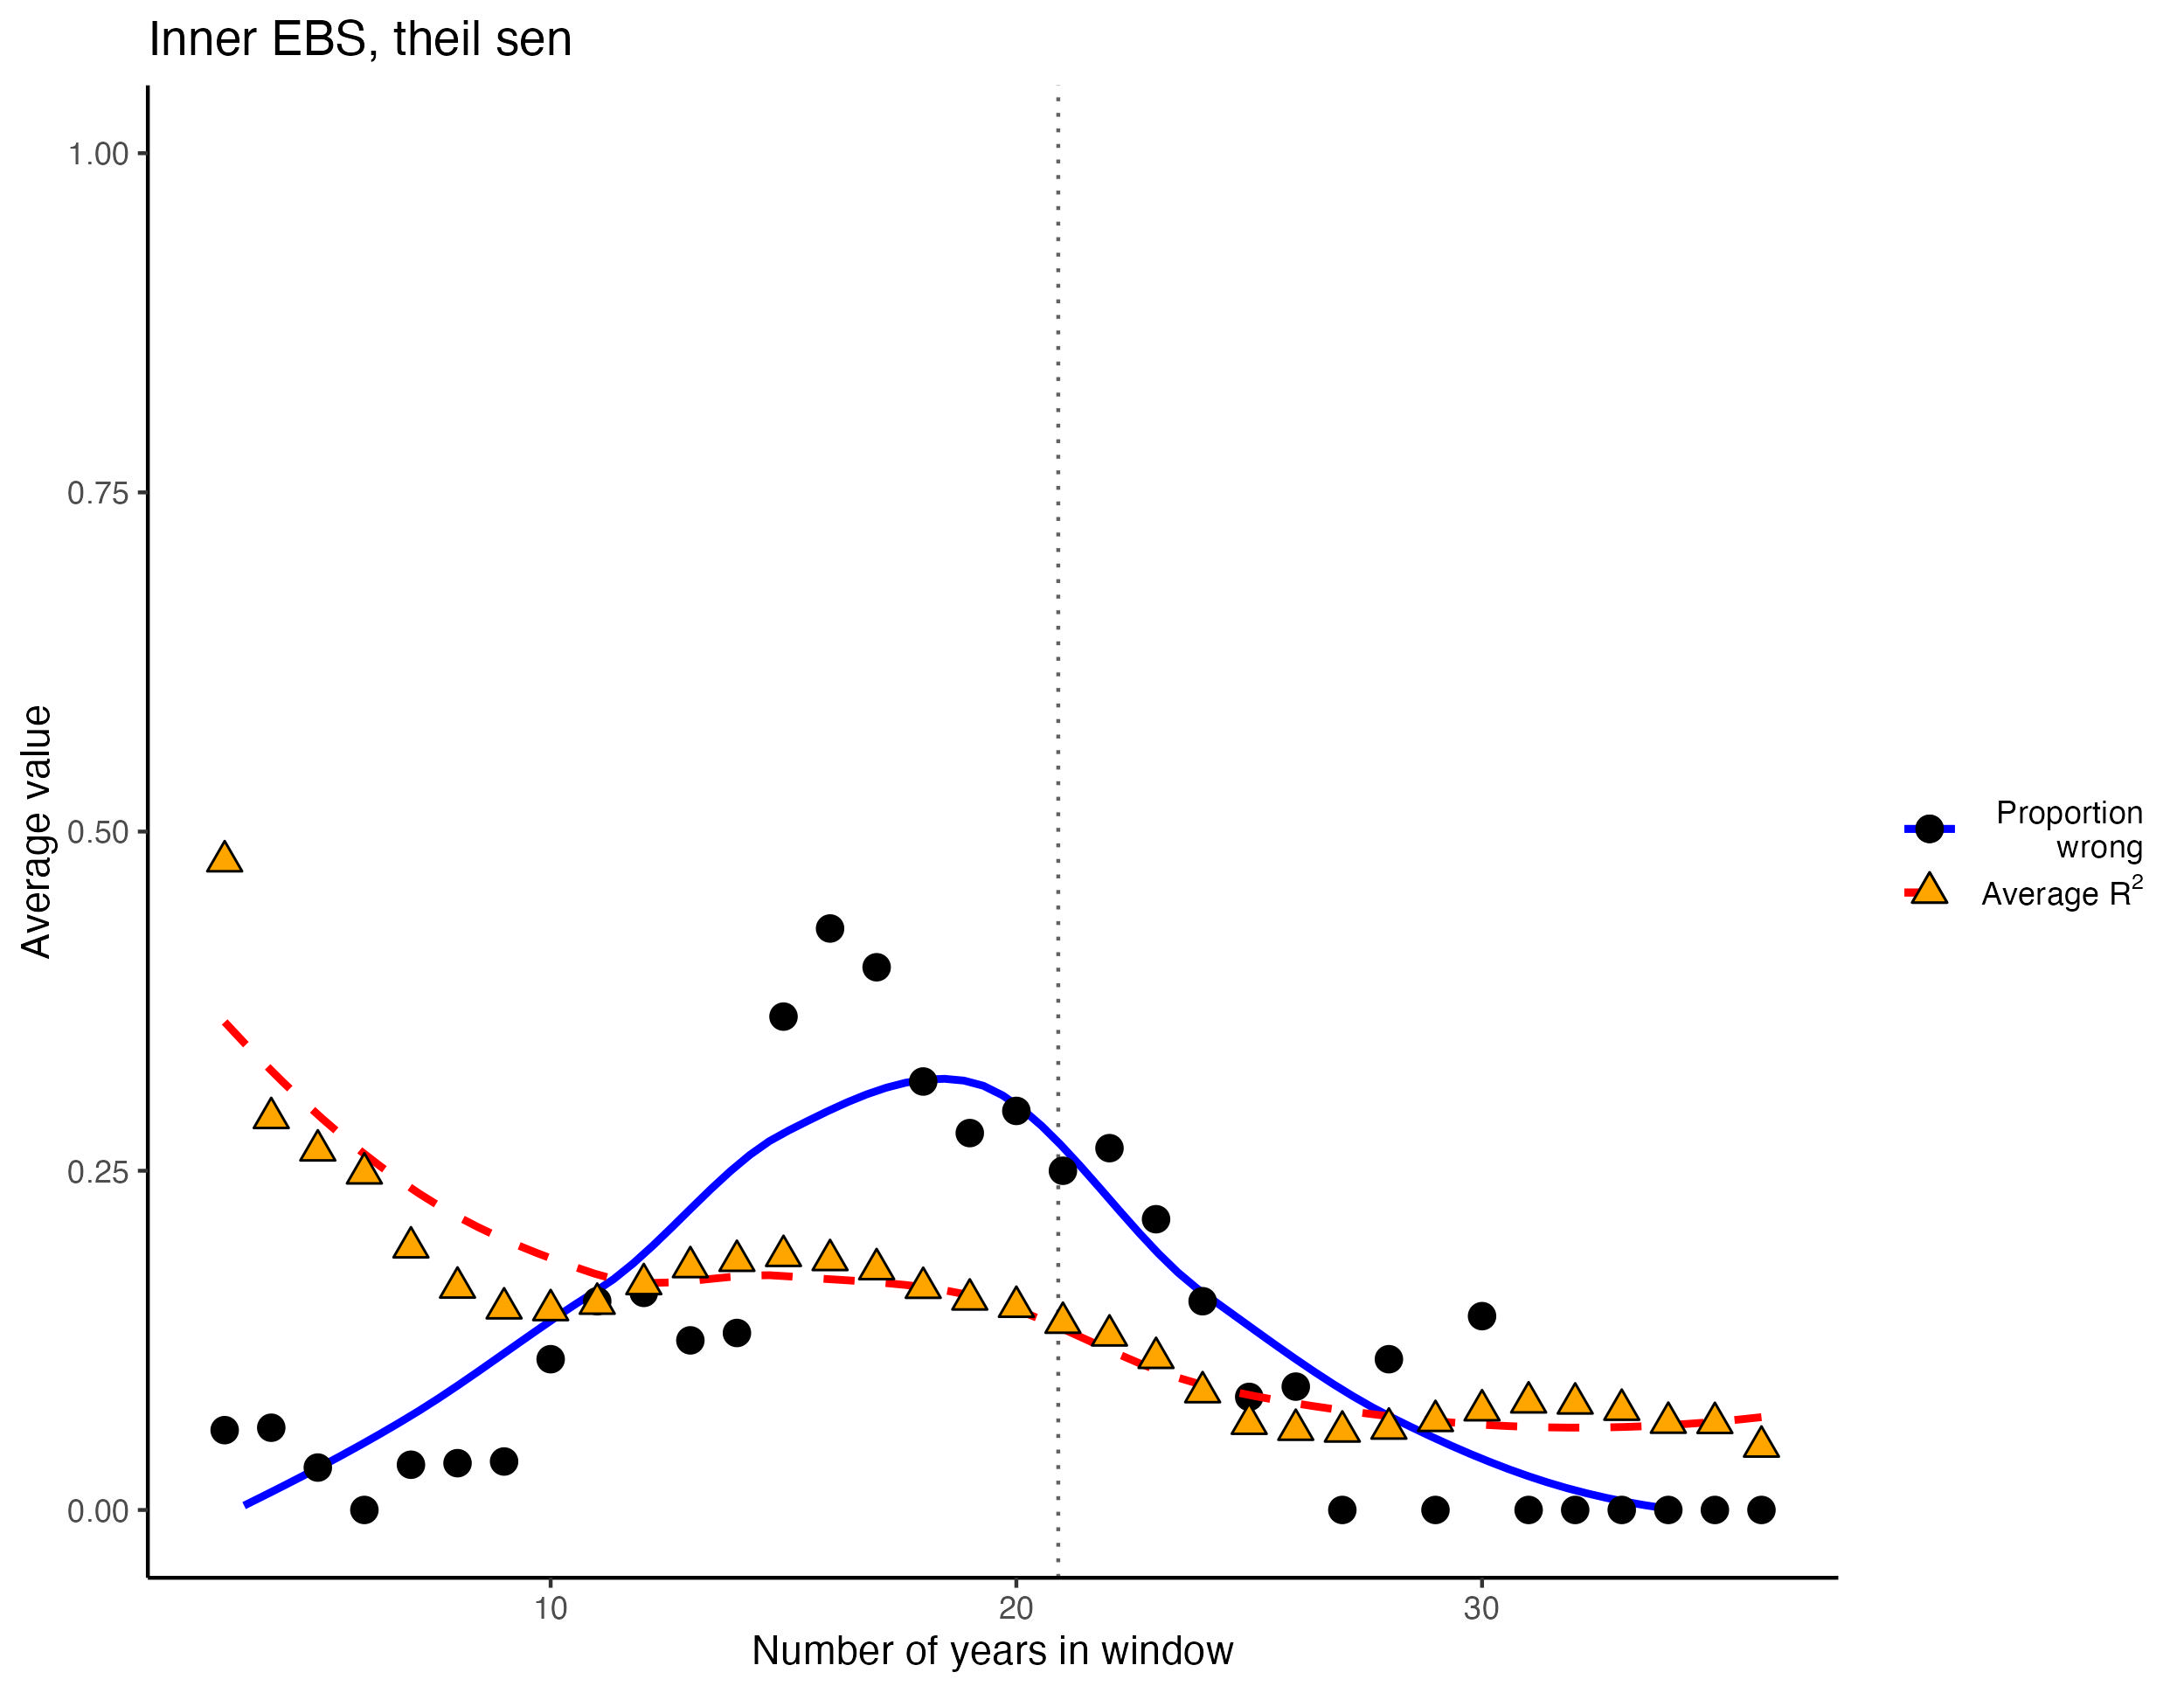 Inner EBS, theil sen
1.00
0.75
0.50
0.25
0.00
Average value
10 20 30
Number of years in window
Proportion
wrong
Average R²